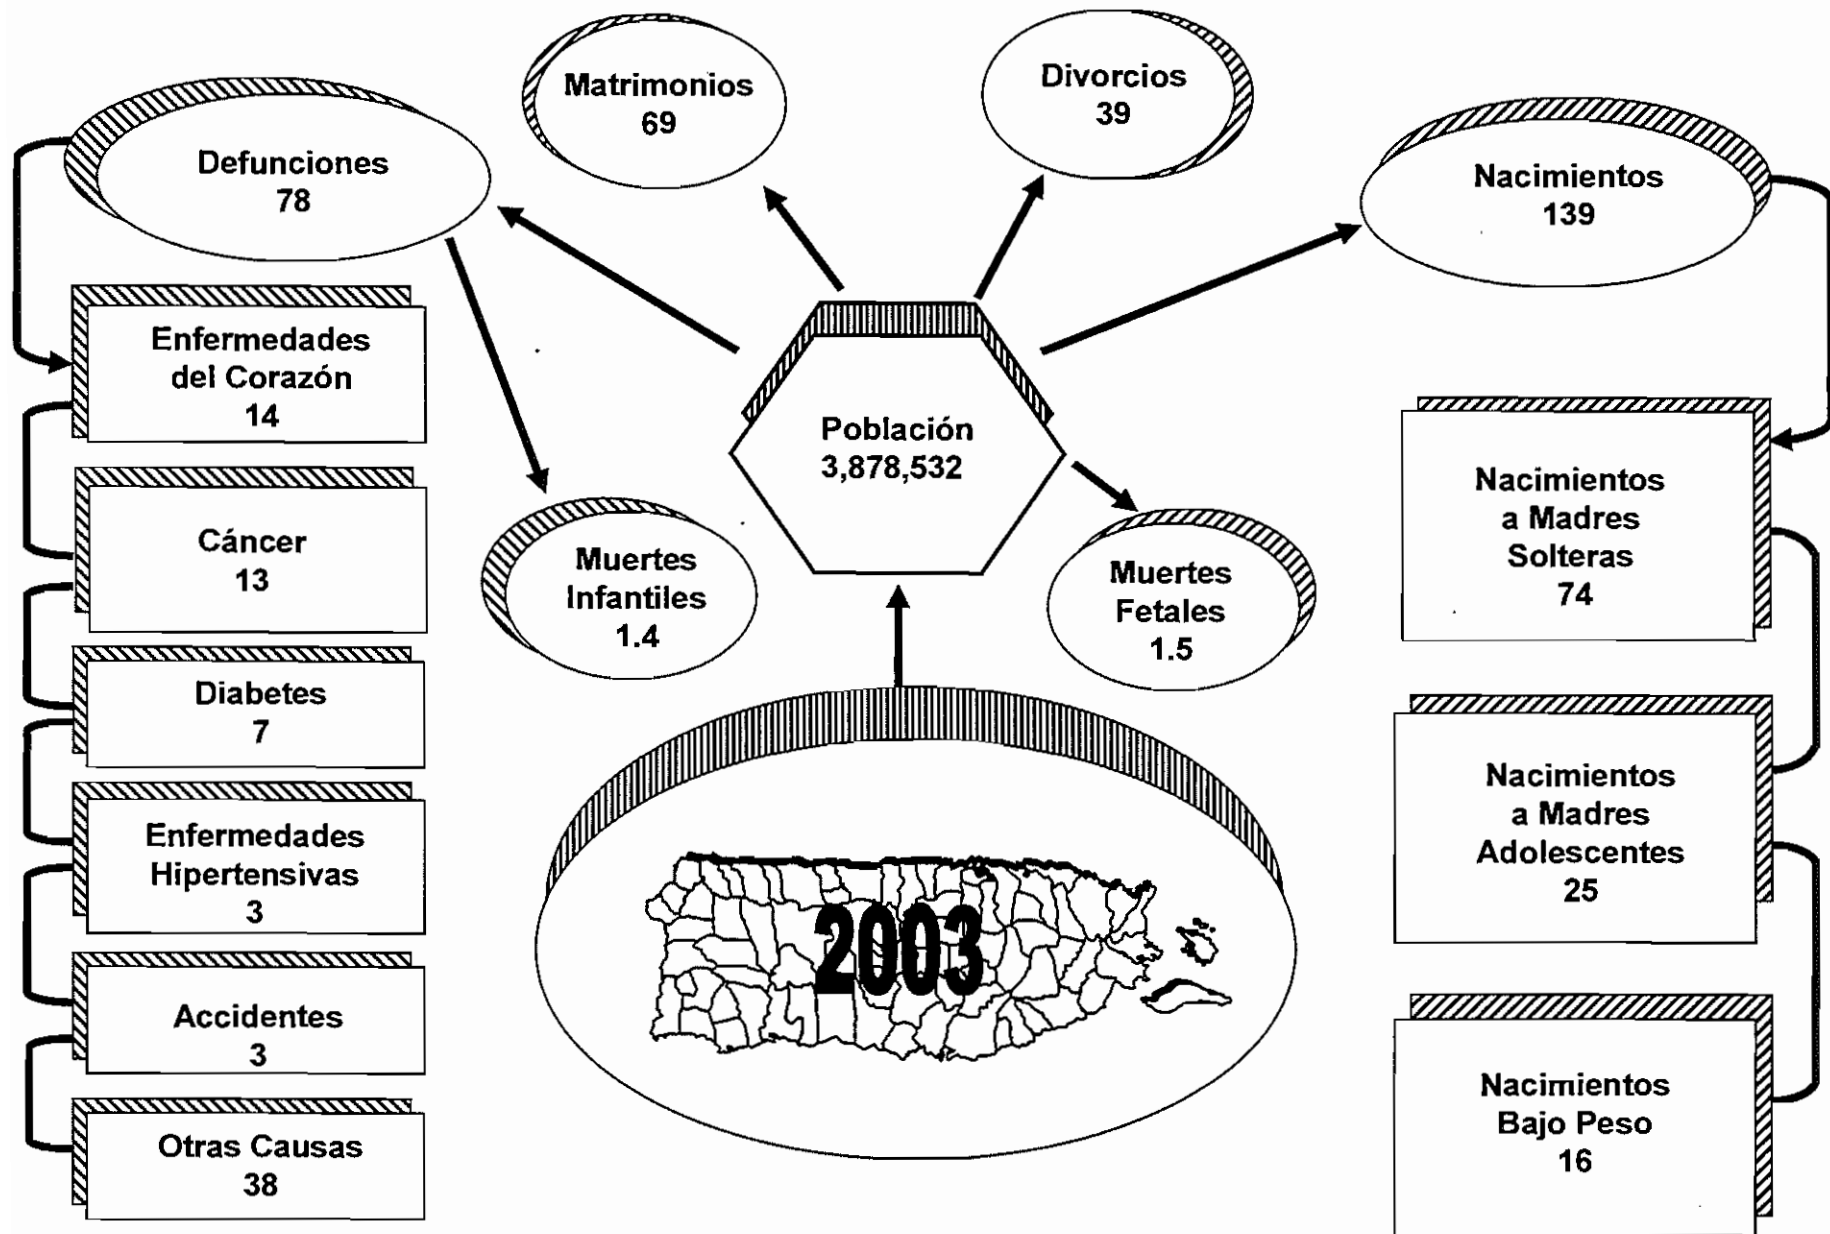 Matrimonios
69
Divorcios
39
Defunciones
78
Nacimientos
139
Enfermedades
del Corazón
14
Cáncer
13
Diabetes
7
Enfermedades
Hipertensivas
3
Accidentes
3
Otras Causas
38
Población
3,878,532
Muertes
Infantiles
1.4
Muertes
Fetales
1.5
2003
Nacimientos
a Madres
Solteras
74
Nacimientos
a Madres
Adolescentes
25
Nacimientos
Bajo Peso
16